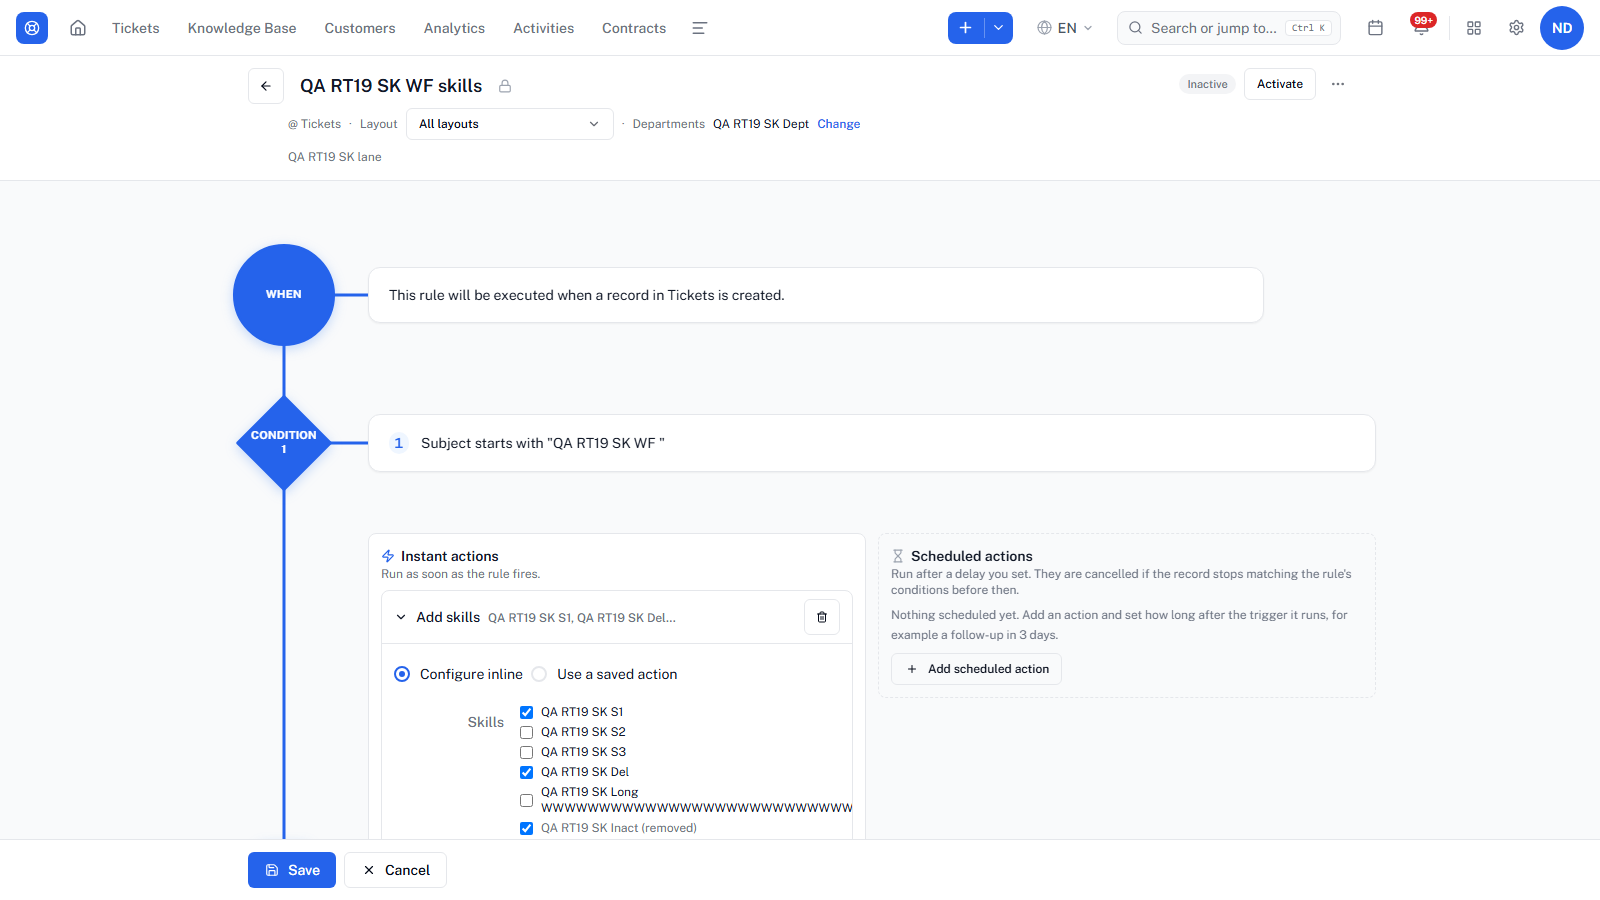 Tickets Knowledge Base Customers Analytics Activities Contracts
EN
Search or jump to... Ctrl K
99+
ND
QA RT19 SK WF skills
Inactive
Activate
@ Tickets · Layout All layouts · Departments QA RT19 SK Dept Change
QA RT19 SK lane
WHEN
This rule will be executed when a record in Tickets is created.
CONDITION
1
1 Subject starts with "QA RT19 SK WF "
Instant actions
Run as soon as the rule fires.
Add skills QA RT19 SK S1, QA RT19 SK Del...
Configure inline Use a saved action
Skills
QA RT19 SK S1
QA RT19 SK S2
QA RT19 SK S3
QA RT19 SK Del
QA RT19 SK Long
WWWWWWWWWWWWWWWWWWWWWWWWWWW
QA RT19 SK Inact (removed)
Scheduled actions
Run after a delay you set. They are cancelled if the record stops matching the rule's
conditions before then.
Nothing scheduled yet. Add an action and set how long after the trigger it runs, for
example a follow-up in 3 days.
+ Add scheduled action
Save
Cancel